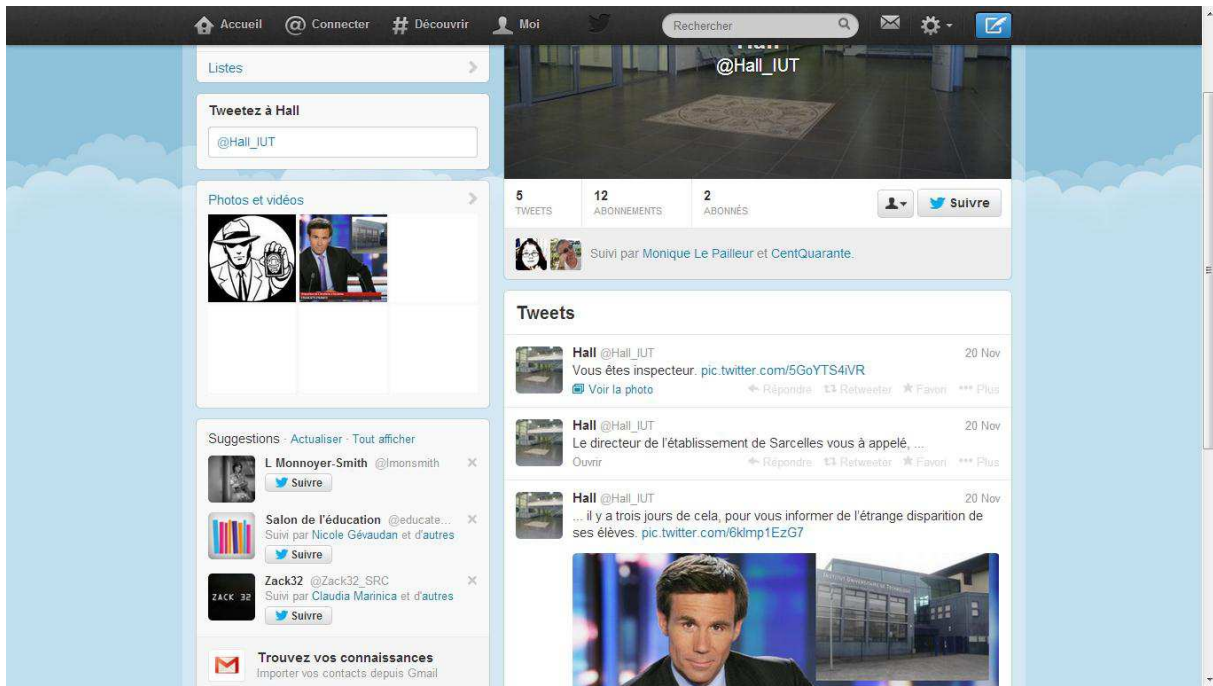 Accueil @ Connecter # Découvrir Moi Rechercher
Listes
Tweetez à Hall
@Hall_IUT
Photos et vidéos
Suggestions · Actualiser · Tout afficher
L Monnoyer-Smith @lmonsmith ×
Suivre
Salon de l'éducation @educate... ×
Suivi par Nicole Gévaudan et d'autres
Suivre
ZACK 32
Zack32 @Zack32_SRC ×
Suivi par Claudia Marinica et d'autres
Suivre
Trouvez vos connaissances
Importer vos contacts depuis Gmail
Hall
@Hall_IUT
5 12 2
TWEETS ABONNEMENTS ABONNÉS
Suivre
Suivi par Monique Le Pailleur et CentQuarante.
Tweets
Hall @Hall_IUT 20 Nov
Vous êtes inspecteur. pic.twitter.com/5GoYTS4iVR
Voir la photo Répondre Retweeter Favori Plus
Hall @Hall_IUT 20 Nov
Le directeur de l'établissement de Sarcelles vous à appelé, ...
Ouvrir Répondre Retweeter Favori Plus
Hall @Hall_IUT 20 Nov
... il y a trois jours de cela, pour vous informer de l'étrange disparition de
ses élèves. pic.twitter.com/6klmp1EzG7
INSTITUT UNIVERSITAIRE DE TECHNOLOGIE